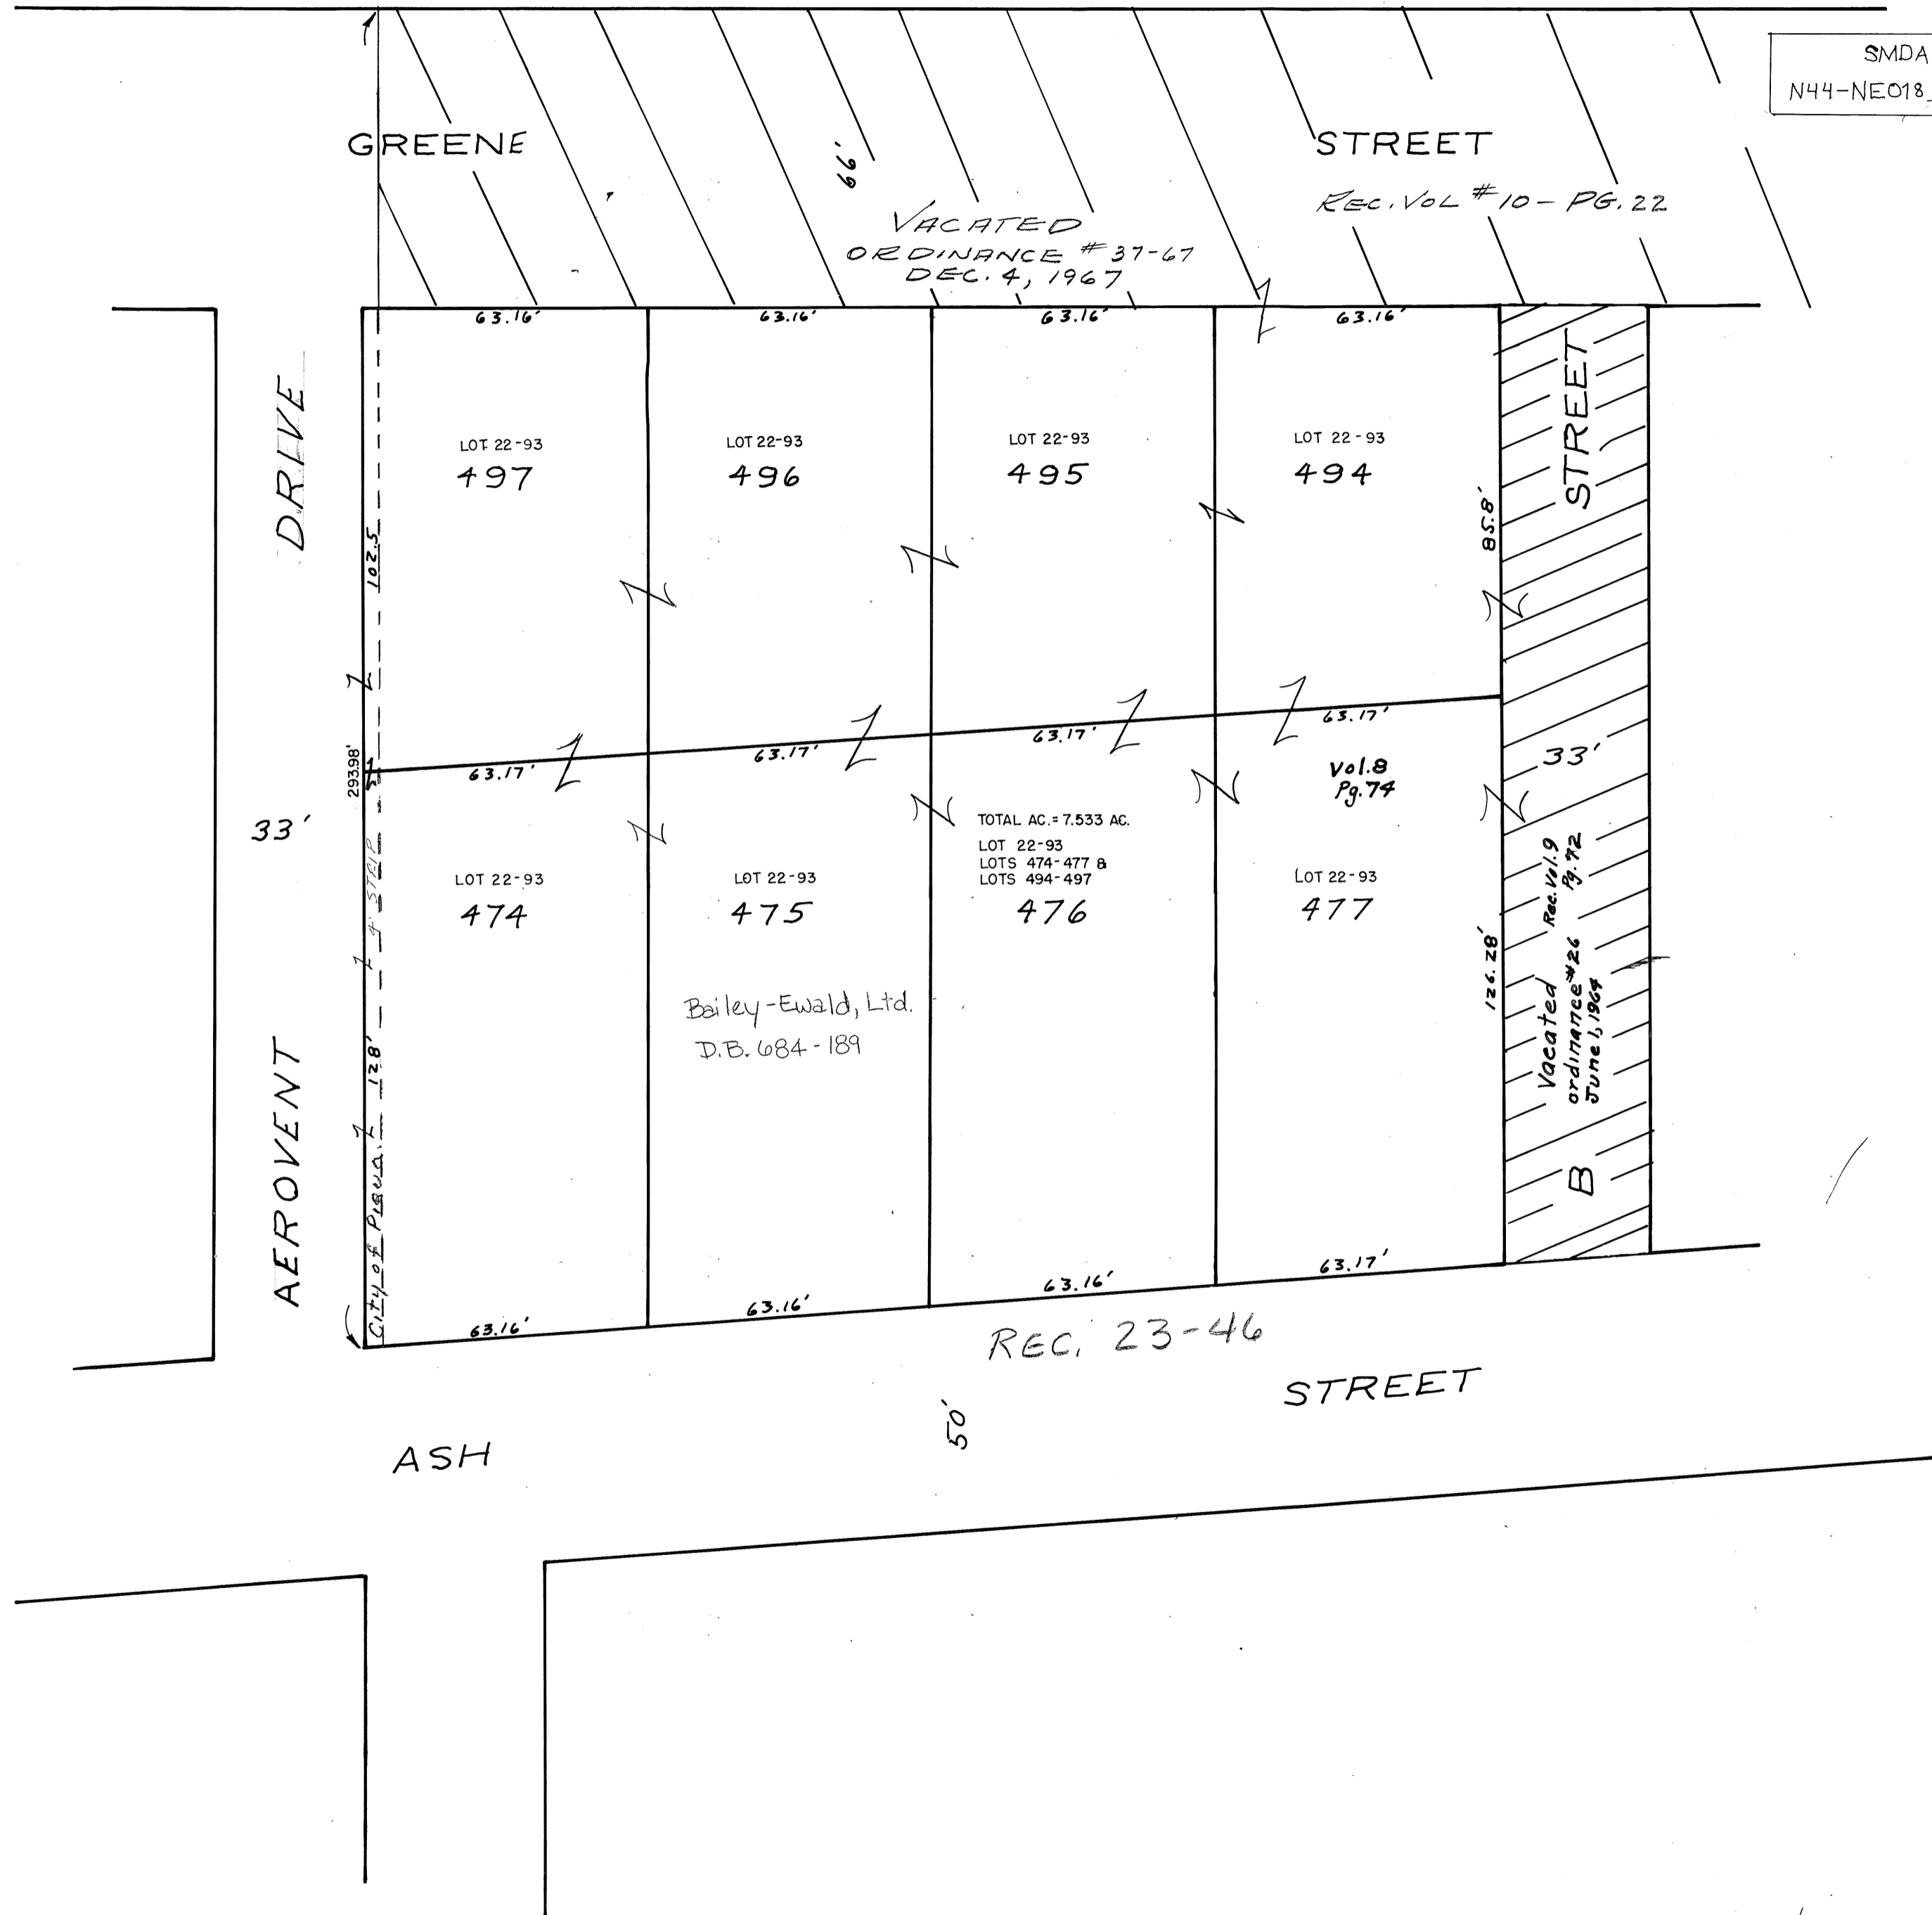 SMDA
N44-NE018_
GREENE STREET
66'
REC. VOL #10 - PG. 22
VACATED
ORDINANCE #37-67
DEC. 4, 1967
63.16' 63.16' 63.16' 63.16'
DRIVE
STREET
LOT 22-93
497
LOT 22-93
496
LOT 22-93
495
LOT 22-93
494
102.5
85.8'
63.17' 63.17' 63.17' 63.17'
293.98'
33'
33'
Vol. 8
Pg. 74
4' STRIP
TOTAL AC.= 7.533 AC.
LOT 22-93
LOTS 474-477 &
LOTS 494-497
LOT 22-93
474
LOT 22-93
475
476
LOT 22-93
477
Bailey-Ewald, Ltd.
D.B. 684-189
128'
126.28'
Vacated Rec. Vol. 9
ordinance #26 Pg. 72
June 1, 1964
B
AEROVENT
City of Piqua
63.16' 63.16' 63.16' 63.17'
REC. 23-46
STREET
50'
ASH